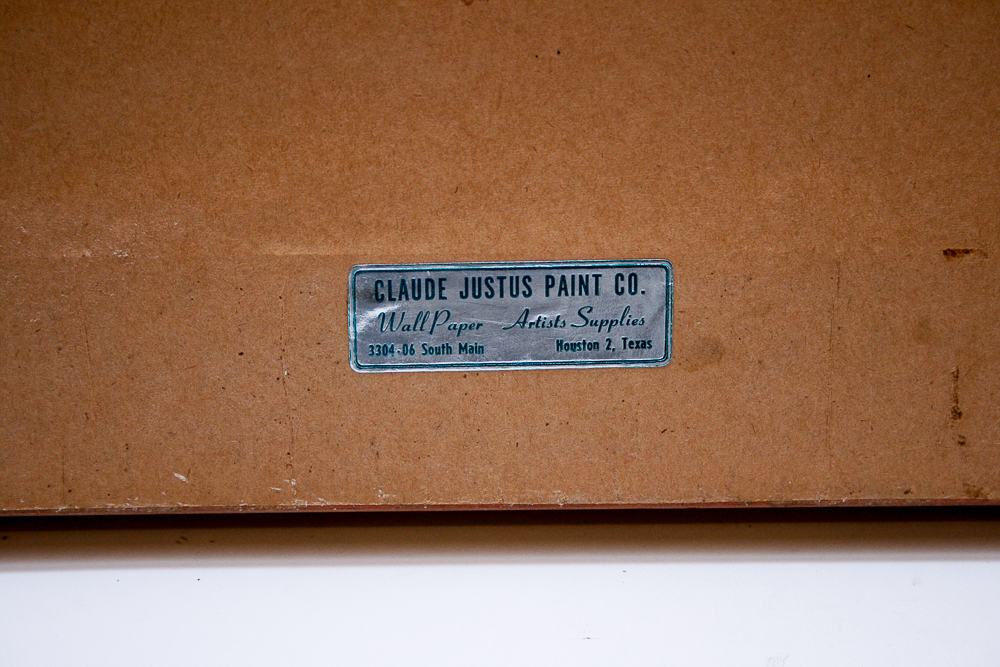 CLAUDE JUSTUS PAINT CO.
Wall Paper Artists Supplies
3304-06 South Main Houston 2, Texas